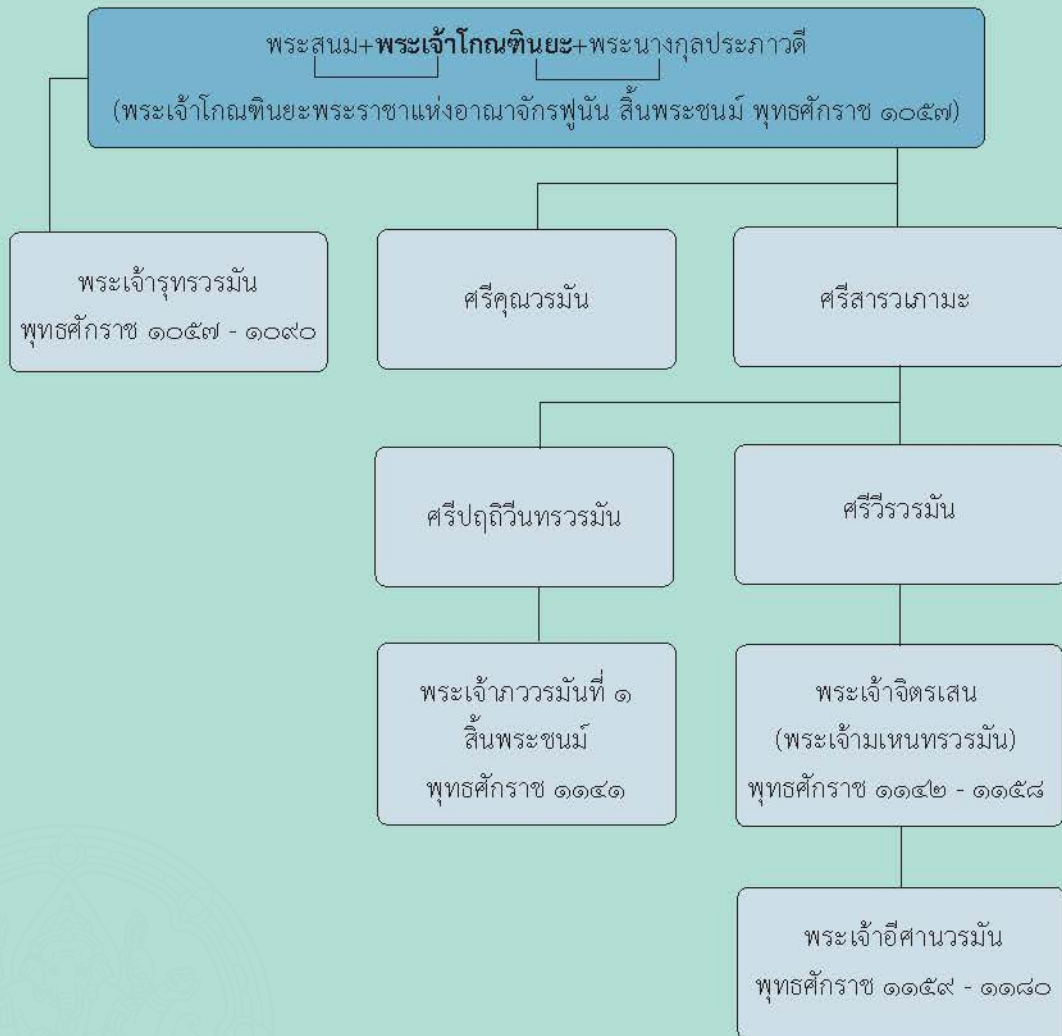 พระสนม+พระเจ้าโกณฑินยะ+พระนางกุลประภาวดี
(พระเจ้าโกณฑินยะพระราชาแห่งอาณาจักรฟูนัน สิ้นพระชนม์ พุทธศักราช ๑๐๕๗)
พระเจ้ารุทรวรมัน
พุทธศักราช ๑๐๕๗ - ๑๐๙๐
ศรีคุณวรมัน
ศรีสารวเภามะ
ศรีปฤถิวีนทรวรมัน
ศรีวีรวรมัน
พระเจ้าภววรมันที่ ๑
สิ้นพระชนม์
พุทธศักราช ๑๑๔๑
พระเจ้าจิตรเสน
(พระเจ้ามเหนทรวรมัน)
พุทธศักราช ๑๑๔๒ - ๑๑๕๘
พระเจ้าอีศานวรมัน
พุทธศักราช ๑๑๕๙ - ๑๑๘๐